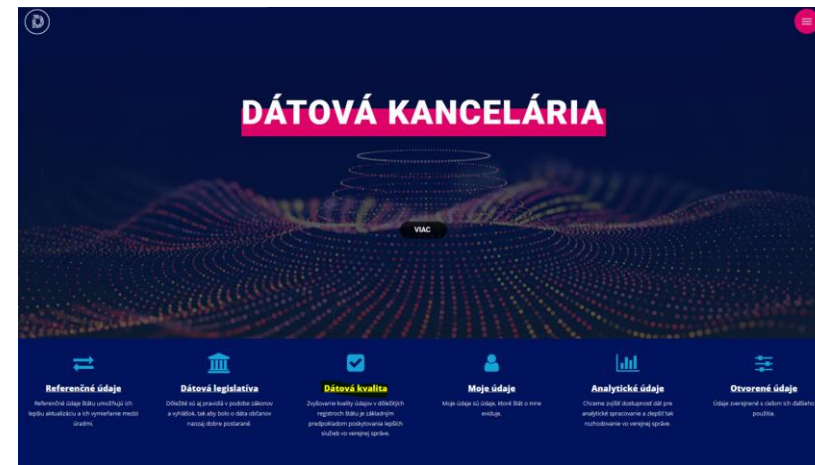 D
DÁTOVÁ KANCELÁRIA
VIAC
Referenčné údaje
Referenčné údaje štátu umožňujú ich
lepšiu aktualizáciu a ich vymieňanie medzi
úradmi.
Dátová legislatíva
Dôležité sú aj pravidlá v podobe zákonov
a vyhlášok, tak aby bolo o dáta občanov
naozaj dobre postarané.
Dátová kvalita
Zvyšovanie kvality údajov v dôležitých
registroch štátu je základným
predpokladom poskytovania lepších
služieb vo verejnej správe.
Moje údaje
Moje údaje sú údaje, ktoré štát o mne
eviduje.
Analytické údaje
Chceme zvýšiť dostupnosť dát pre
analytické spracovanie a zlepšiť tak
rozhodovanie vo verejnej správe.
Otvorené údaje
Údaje zverejnené s cieľom ich ďalšieho
použitia.